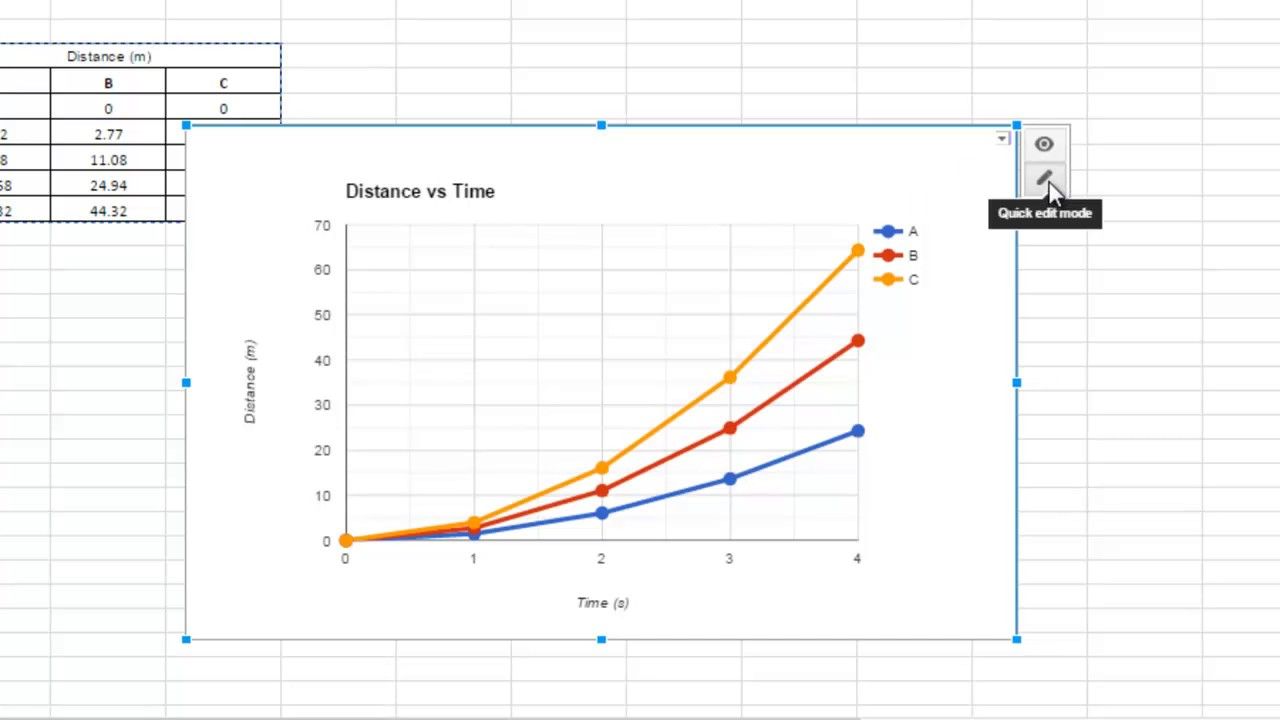 Distance (m)
B C
0 0
2 2.77
8 11.08
58 24.94
32 44.32
Quick edit mode
Distance vs Time
A
B
C
70
60
50
40
30
20
10
0
Distance (m)
0 1 2 3 4
Time (s)